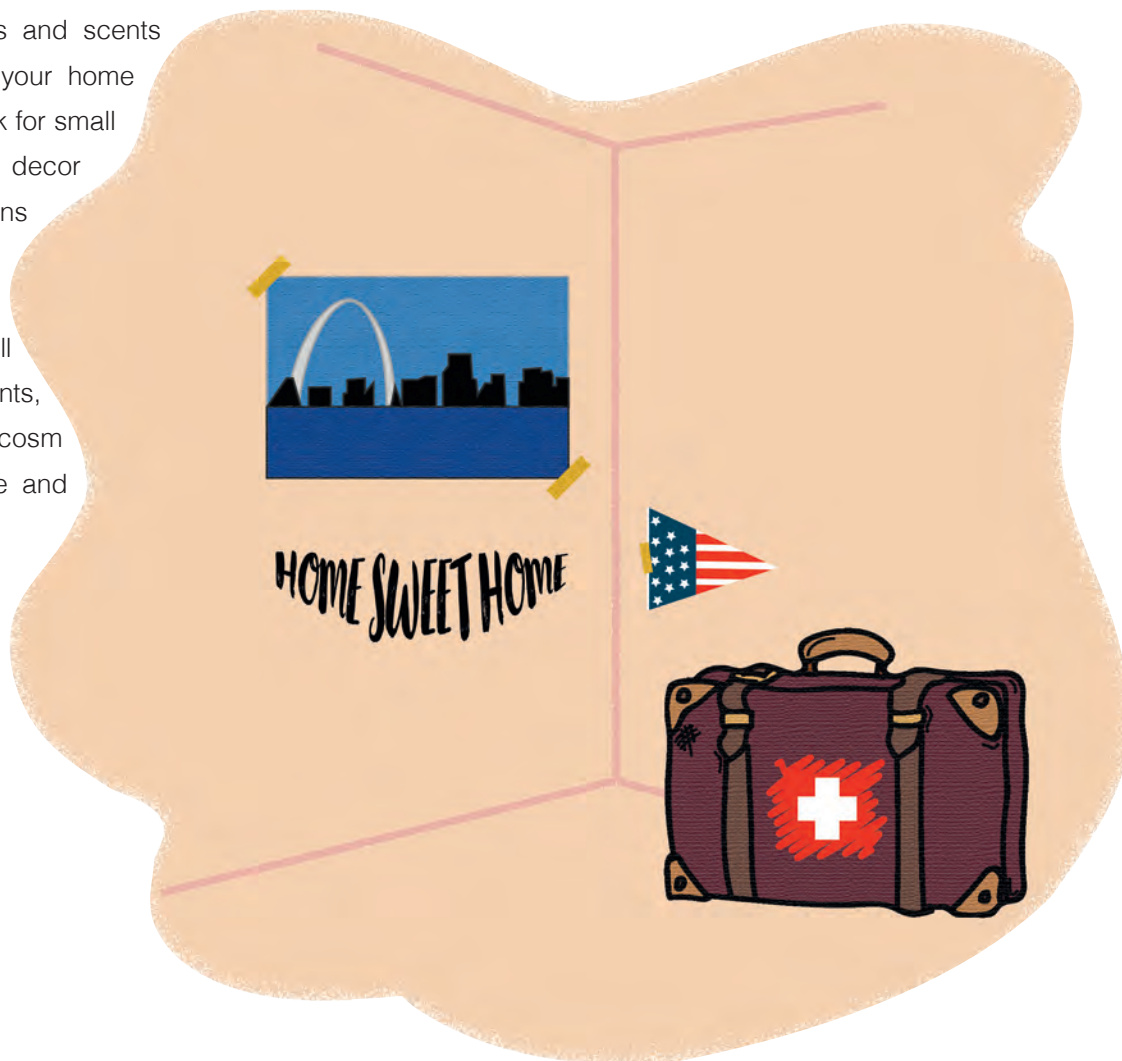 s and scents
your home
k for small
decor
ns
ll
nts,
cosm
e and
HOME SWEET HOME